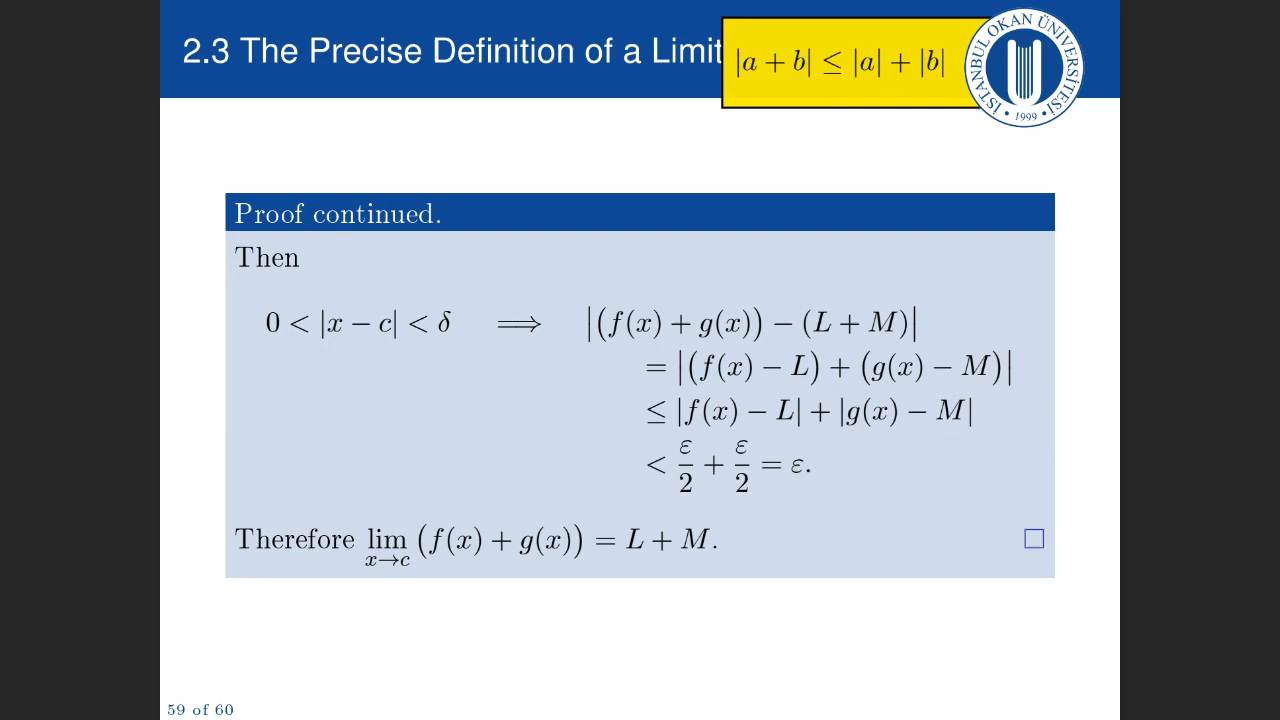 2.3 The Precise Definition of a Limit
|a + b| ≤ |a| + |b|
İSTANBUL OKAN ÜNİVERSİTESİ
• 1999 •
Proof continued.
Then
0 < |x − c| < δ ⟹ |(f(x) + g(x)) − (L + M)|
= |(f(x) − L) + (g(x) − M)|
≤ |f(x) − L| + |g(x) − M|
< ε/2 + ε/2 = ε.
Therefore lim x→c (f(x) + g(x)) = L + M. □
59 of 60